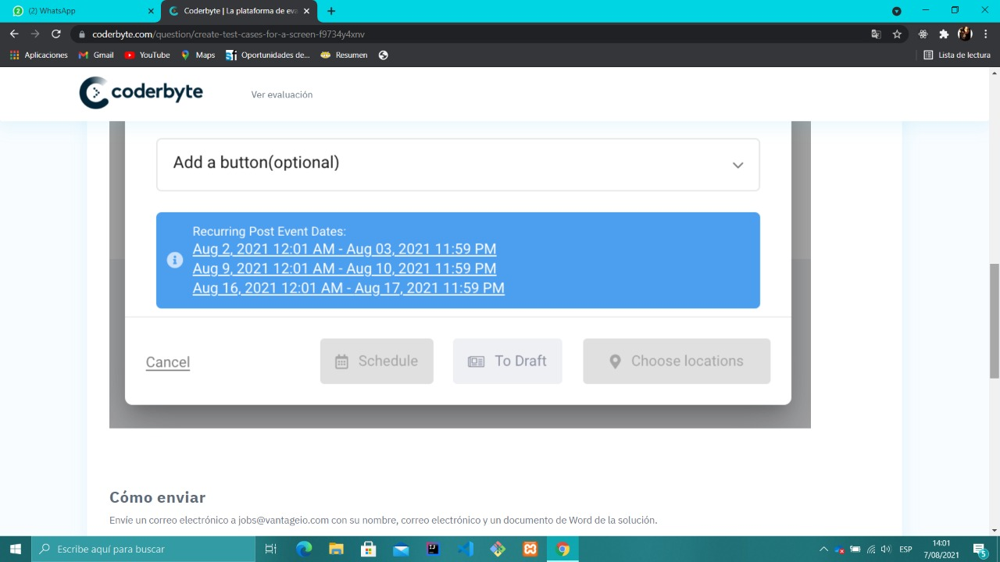 (2) WhatsApp
Coderbyte | La plataforma de eva
coderbyte.com/question/create-test-cases-for-a-screen-f9734y4xnv
Aplicaciones
Gmail
YouTube
Maps
Oportunidades de...
Resumen
Lista de lectura
coderbyte
Ver evaluación
Add a button(optional)
Recurring Post Event Dates:
Aug 2, 2021 12:01 AM - Aug 03, 2021 11:59 PM
Aug 9, 2021 12:01 AM - Aug 10, 2021 11:59 PM
Aug 16, 2021 12:01 AM - Aug 17, 2021 11:59 PM
Cancel
Schedule
To Draft
Choose locations
Cómo enviar
Envíe un correo electrónico a jobs@vantageio.com con su nombre, correo electrónico y un documento de Word de la solución.
Escribe aquí para buscar
ESP
14:01
7/08/2021
5